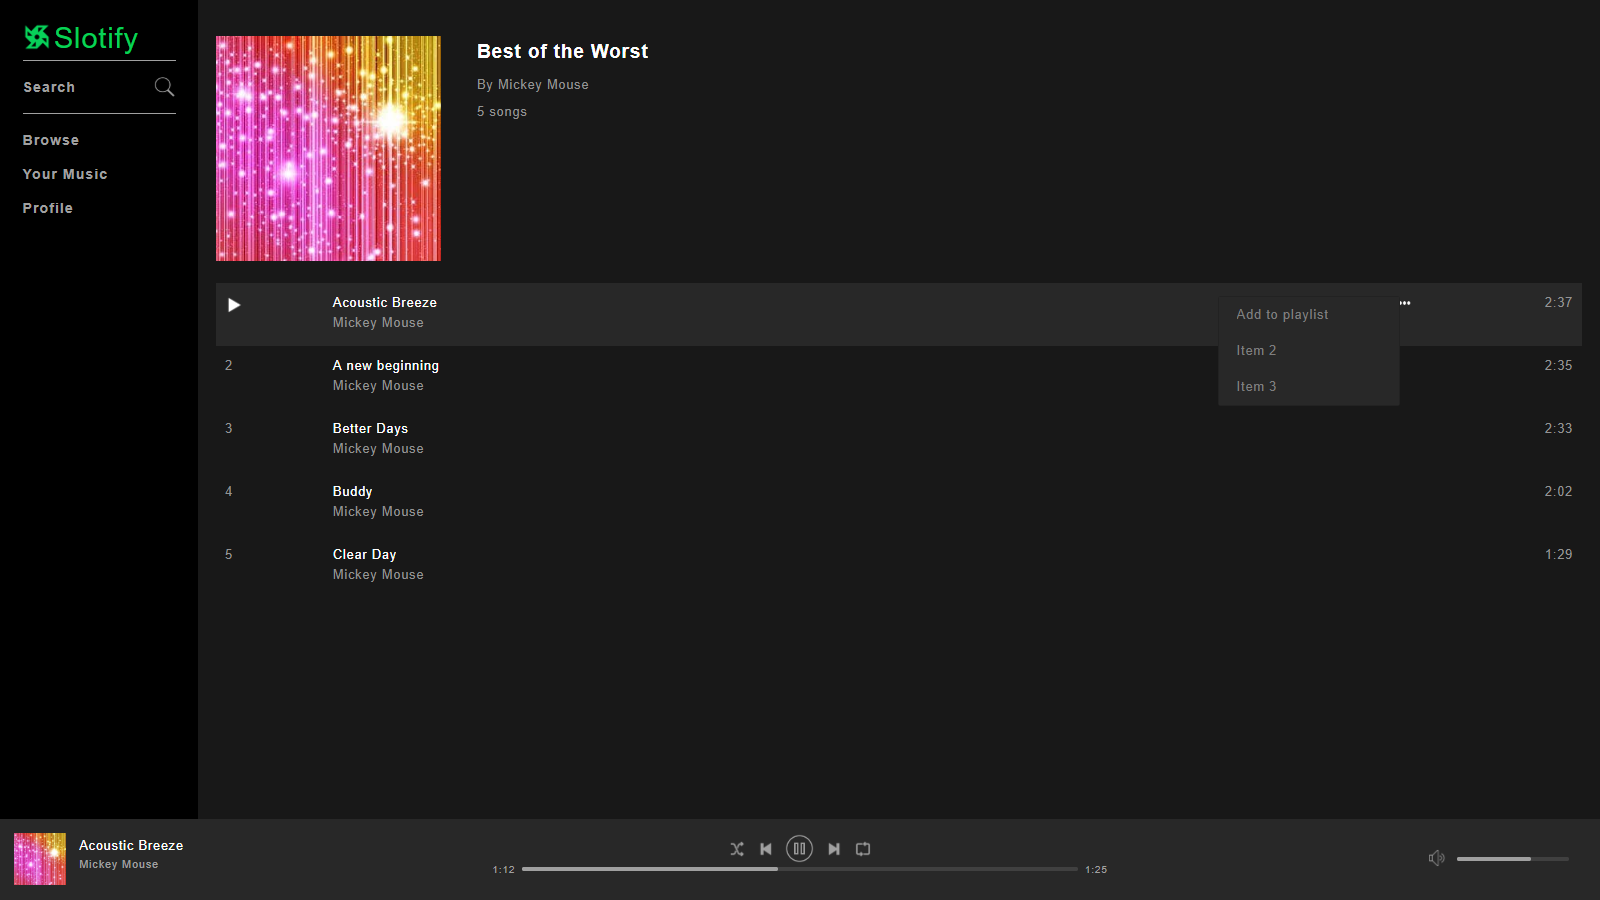 Slotify
Search
Browse
Your Music
Profile
Best of the Worst
By Mickey Mouse
5 songs
Acoustic Breeze
Mickey Mouse
2:37
Add to playlist
Item 2
Item 3
2
A new beginning
Mickey Mouse
2:35
3
Better Days
Mickey Mouse
2:33
4
Buddy
Mickey Mouse
2:02
5
Clear Day
Mickey Mouse
1:29
Acoustic Breeze
Mickey Mouse
1:12
1:25